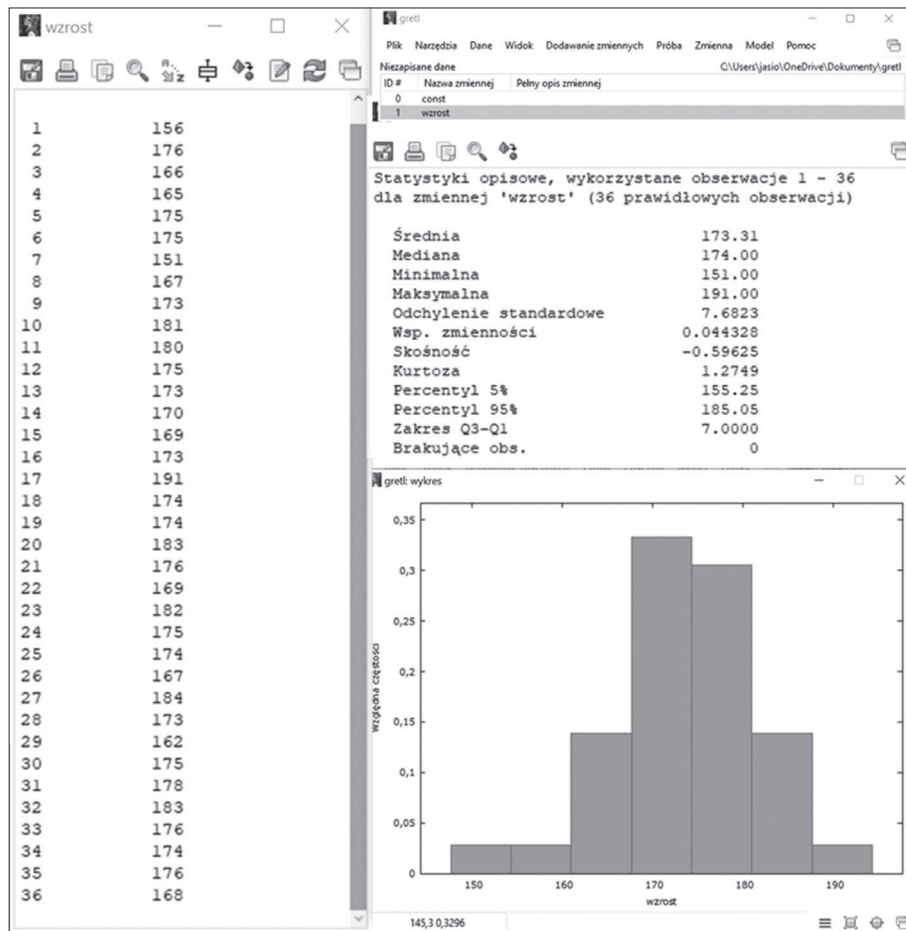 wzrost
1 156
2 176
3 166
4 165
5 175
6 175
7 151
8 167
9 173
10 181
11 180
12 175
13 173
14 170
15 169
16 173
17 191
18 174
19 174
20 183
21 176
22 169
23 182
24 175
25 174
26 167
27 184
28 173
29 162
30 175
31 178
32 183
33 176
34 174
35 176
36 168
gretl
Plik Narzędzia Dane Widok Dodawanie zmiennych Próba Zmienna Model Pomoc
Niezapisane dane C:\Users\jasio\OneDrive\Dokumenty\gretl
ID # Nazwa zmiennej Pełny opis zmiennej
0 const
1 wzrost
Statystyki opisowe, wykorzystane obserwacje 1 - 36
dla zmiennej 'wzrost' (36 prawidłowych obserwacji)
Średnia 173.31
Mediana 174.00
Minimalna 151.00
Maksymalna 191.00
Odchylenie standardowe 7.6823
Wsp. zmienności 0.044328
Skośność -0.59625
Kurtoza 1.2749
Percentyl 5% 155.25
Percentyl 95% 185.05
Zakres Q3-Q1 7.0000
Brakujące obs. 0
gretl: wykres
0,35
0,3
0,25
0,2
0,15
0,1
0,05
0
Względna częstości
150 160 170 180 190
wzrost
145,3 0,3296